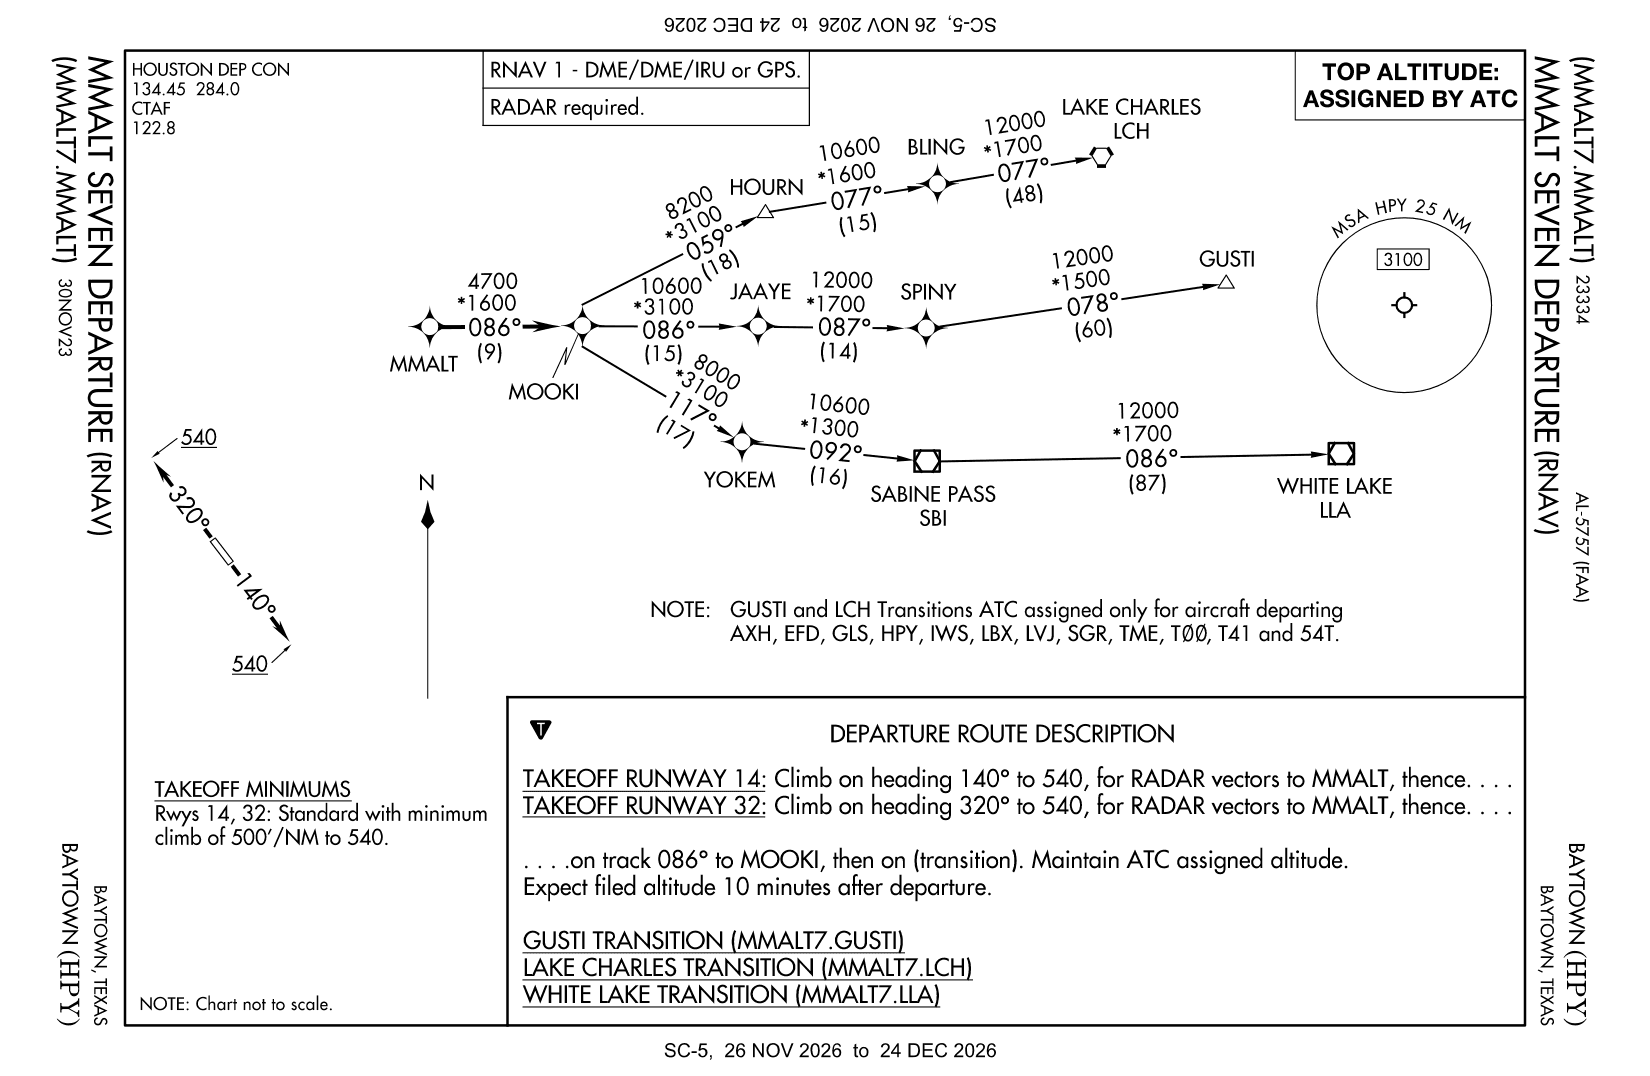 SC-5, 26 NOV 2026 to 24 DEC 2026
(MMALT7.MMALT) 30NOV23
MMALT SEVEN DEPARTURE (RNAV)
BAYTOWN (HPY)
BAYTOWN, TEXAS
HOUSTON DEP CON
134.45 284.0
CTAF
122.8
RNAV 1 - DME/DME/IRU or GPS.
RADAR required.
TOP ALTITUDE:
ASSIGNED BY ATC
LAKE CHARLES
LCH
12000
*1700
077°
(48)
BLING
10600
*1600
077°
(15)
HOURN
8200
*3100
059°
(18)
MSA HPY 25 NM
3100
GUSTI
12000
*1500
078°
(60)
SPINY
12000
*1700
087°
(14)
JAAYE
10600
*3100
086°
(15)
4700
*1600
086°
(9)
MMALT
MOOKI
8000
*3100
117°
(17)
YOKEM
10600
*1300
092°
(16)
SABINE PASS
SBI
12000
*1700
086°
(87)
WHITE LAKE
LLA
540
320°
140°
540
N
NOTE: GUSTI and LCH Transitions ATC assigned only for aircraft departing
AXH, EFD, GLS, HPY, IWS, LBX, LVJ, SGR, TME, TØØ, T41 and 54T.
TAKEOFF MINIMUMS
Rwys 14, 32: Standard with minimum
climb of 500'/NM to 540.
NOTE: Chart not to scale.
T
DEPARTURE ROUTE DESCRIPTION
TAKEOFF RUNWAY 14: Climb on heading 140° to 540, for RADAR vectors to MMALT, thence. . . .
TAKEOFF RUNWAY 32: Climb on heading 320° to 540, for RADAR vectors to MMALT, thence. . . .
. . . .on track 086° to MOOKI, then on (transition). Maintain ATC assigned altitude.
Expect filed altitude 10 minutes after departure.
GUSTI TRANSITION (MMALT7.GUSTI)
LAKE CHARLES TRANSITION (MMALT7.LCH)
WHITE LAKE TRANSITION (MMALT7.LLA)
(MMALT7.MMALT) 23334
AL-5757 (FAA)
MMALT SEVEN DEPARTURE (RNAV)
BAYTOWN (HPY)
BAYTOWN, TEXAS
SC-5, 26 NOV 2026 to 24 DEC 2026